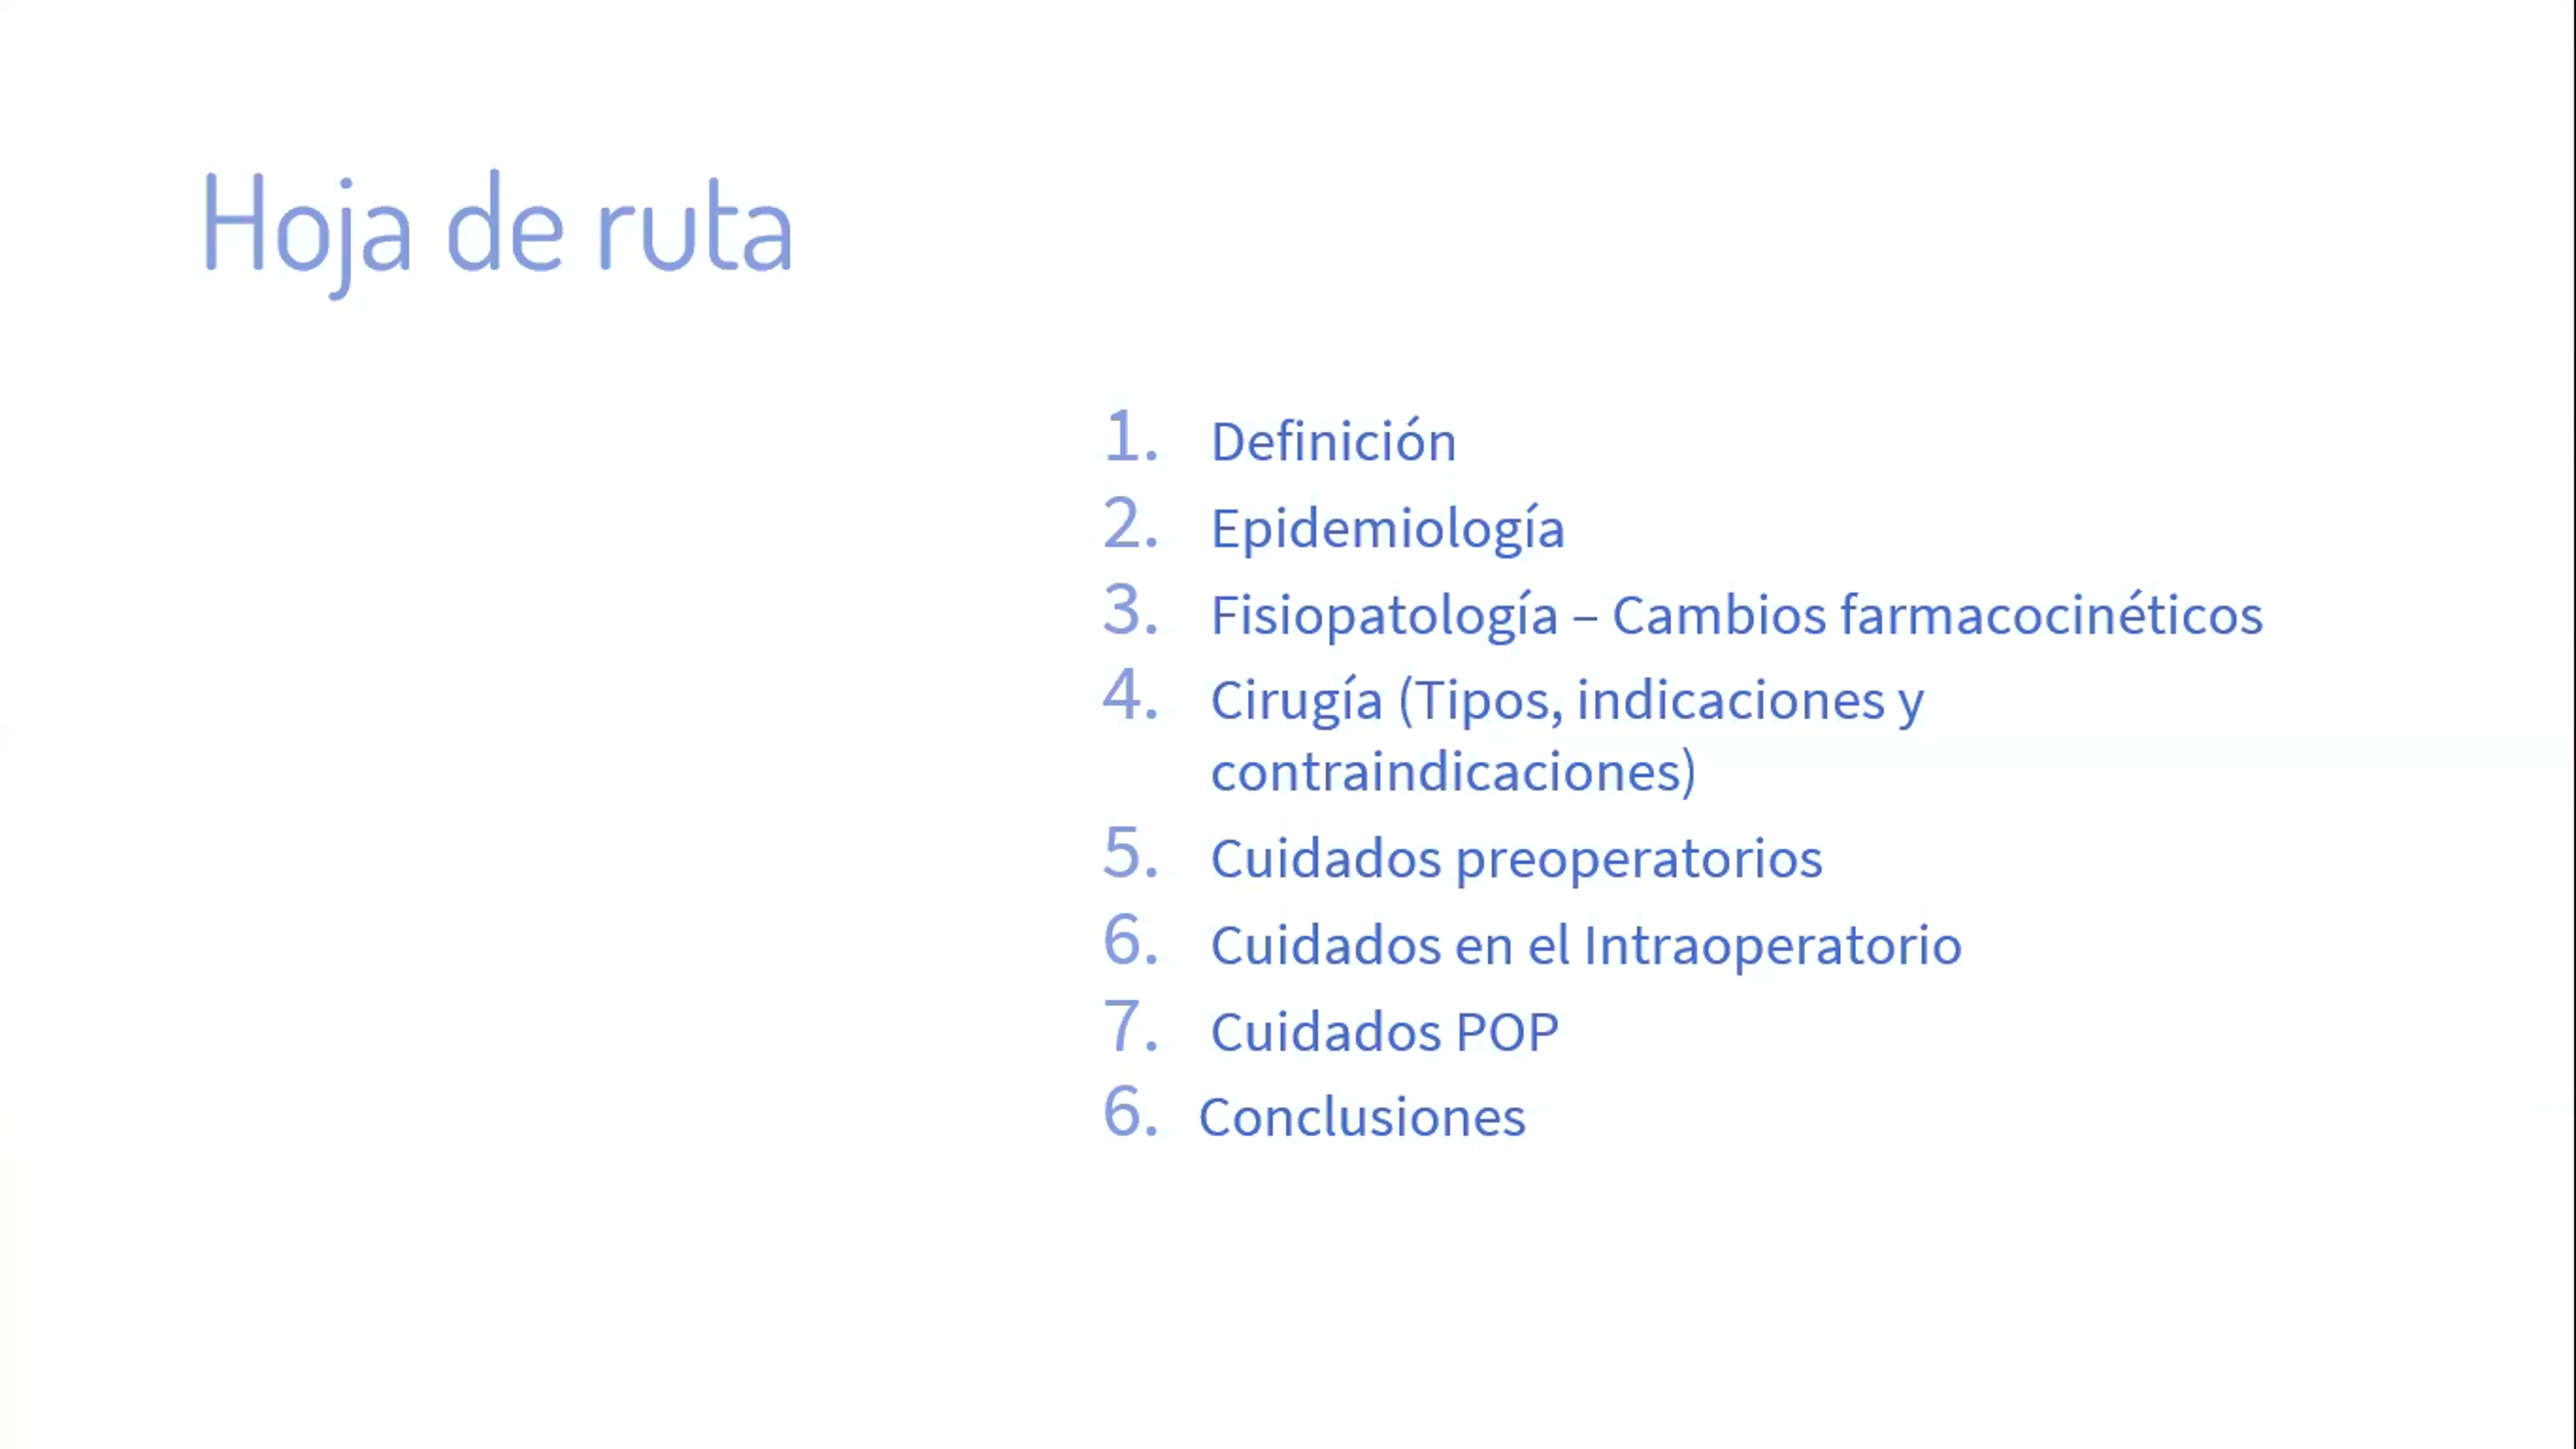 Hoja de ruta
1. Definición
2. Epidemiología
3. Fisiopatología – Cambios farmacocinéticos
4. Cirugía (Tipos, indicaciones y
contraindicaciones)
5. Cuidados preoperatorios
6. Cuidados en el Intraoperatorio
7. Cuidados POP
6. Conclusiones